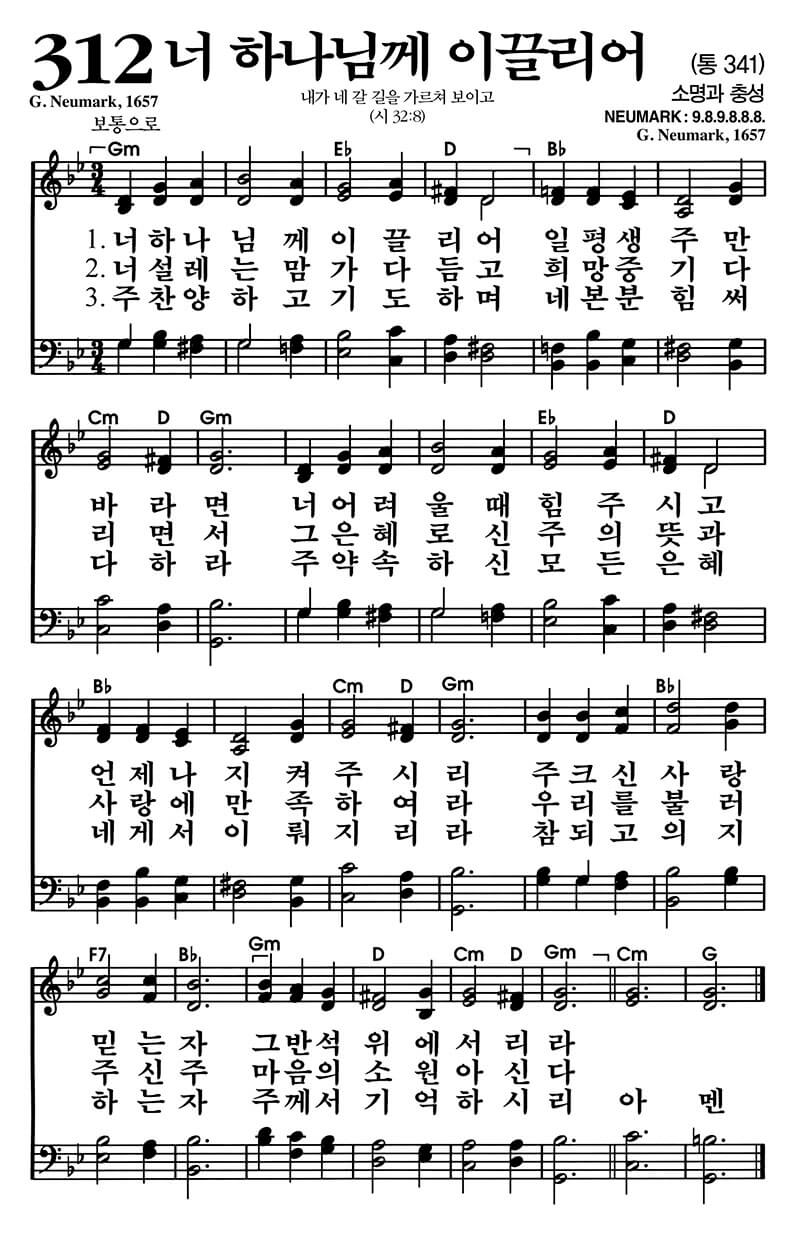 312 너 하나님께 이끌리어 (통 341)
G. Neumark, 1657 내가 네 갈 길을 가르쳐 보이고 소명과 충성
(시 32:8) NEUMARK : 9.8.9.8.8.8.
보통으로 G. Neumark, 1657
Gm E♭ D B♭
3 4
1. 너 하 나 님 께 이 끌 리 어 일 평 생 주 만
2. 너 설 레 는 맘 가 다 듬 고 희 망 중 기 다
3. 주 찬 양 하 고 기 도 하 며 네 본 분 힘 써
3 4
Cm D Gm E♭ D
바 라 면 너 어 려 울 때 힘 주 시 고
리 면 서 그 은 혜 로 신 주 의 뜻 과
다 하 라 주 약 속 하 신 모 든 은 혜
B♭ Cm D Gm B♭
언 제 나 지 켜 주 시 리 주 크 신 사 랑
사 랑 에 만 족 하 여 라 우 리 를 불 러
네 게 서 이 뤄 지 리 라 참 되 고 의 지
F7 B♭ Gm D Cm D Gm Cm G
믿 는 자 그 반 석 위 에 서 리 라
주 신 주 마 음 의 소 원 아 신 다
하 는 자 주 께 서 기 억 하 시 리 아 멘